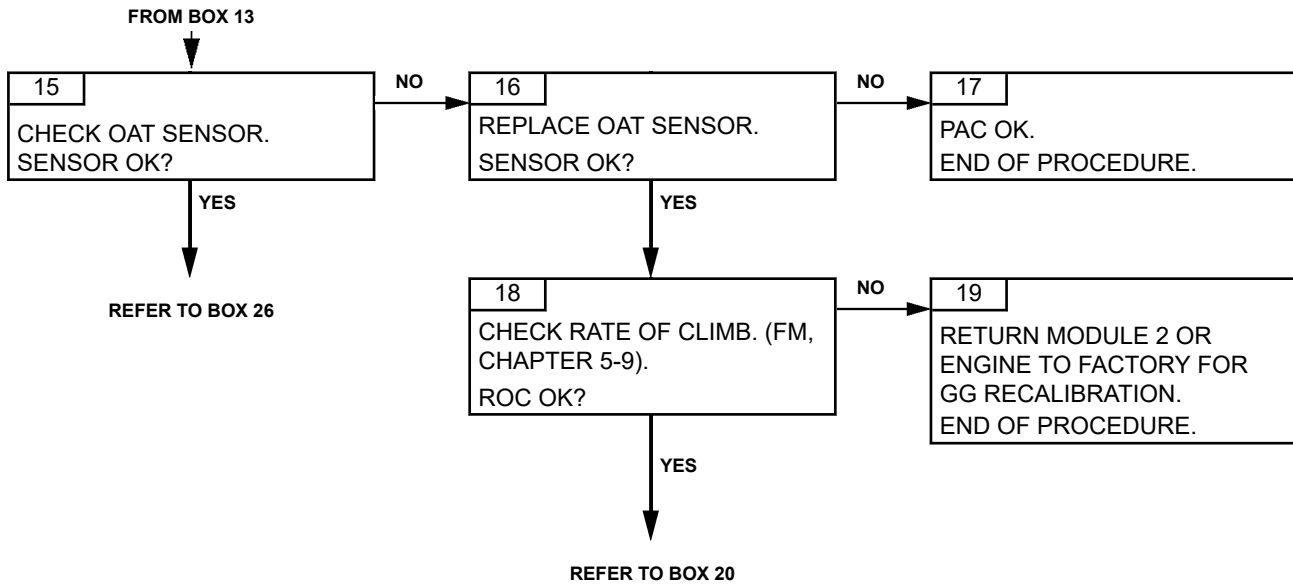 FROM BOX 13
15
CHECK OAT SENSOR.
SENSOR OK?
NO
16
REPLACE OAT SENSOR.
SENSOR OK?
NO
17
PAC OK.
END OF PROCEDURE.
YES
REFER TO BOX 26
YES
18
CHECK RATE OF CLIMB. (FM,
CHAPTER 5-9).
ROC OK?
NO
19
RETURN MODULE 2 OR
ENGINE TO FACTORY FOR
GG RECALIBRATION.
END OF PROCEDURE.
YES
REFER TO BOX 20